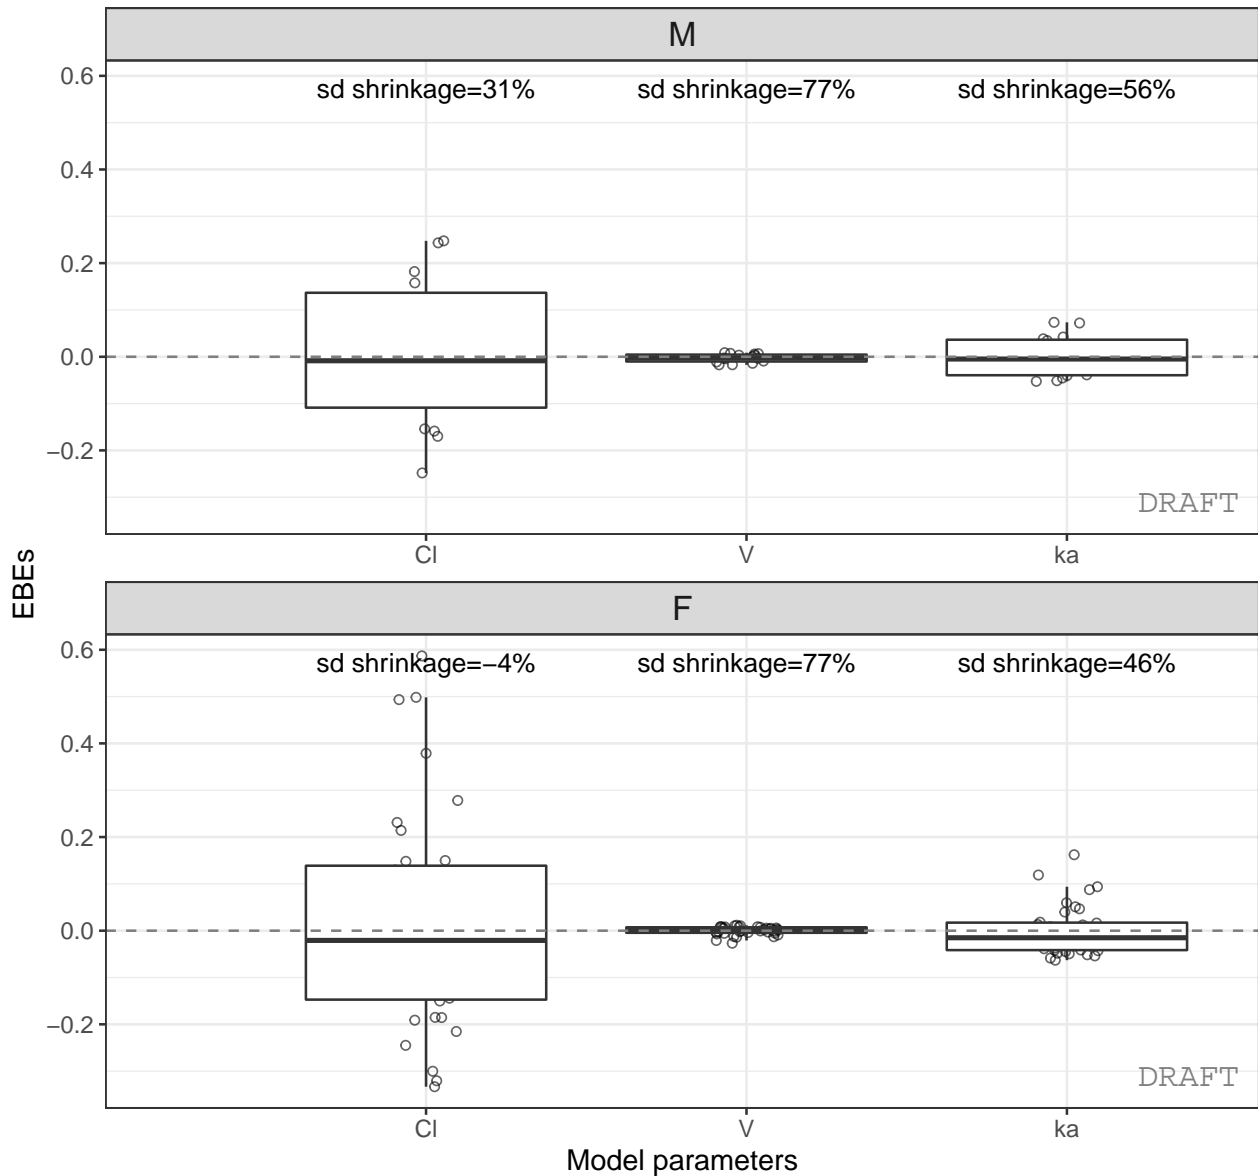 M
0.6
sd shrinkage=31% sd shrinkage=77% sd shrinkage=56%
0.4
0.2
0.0
−0.2
DRAFT
Cl V ka
EBEs
F
0.6
sd shrinkage=−4% sd shrinkage=77% sd shrinkage=46%
0.4
0.2
0.0
−0.2
DRAFT
Cl V ka
Model parameters